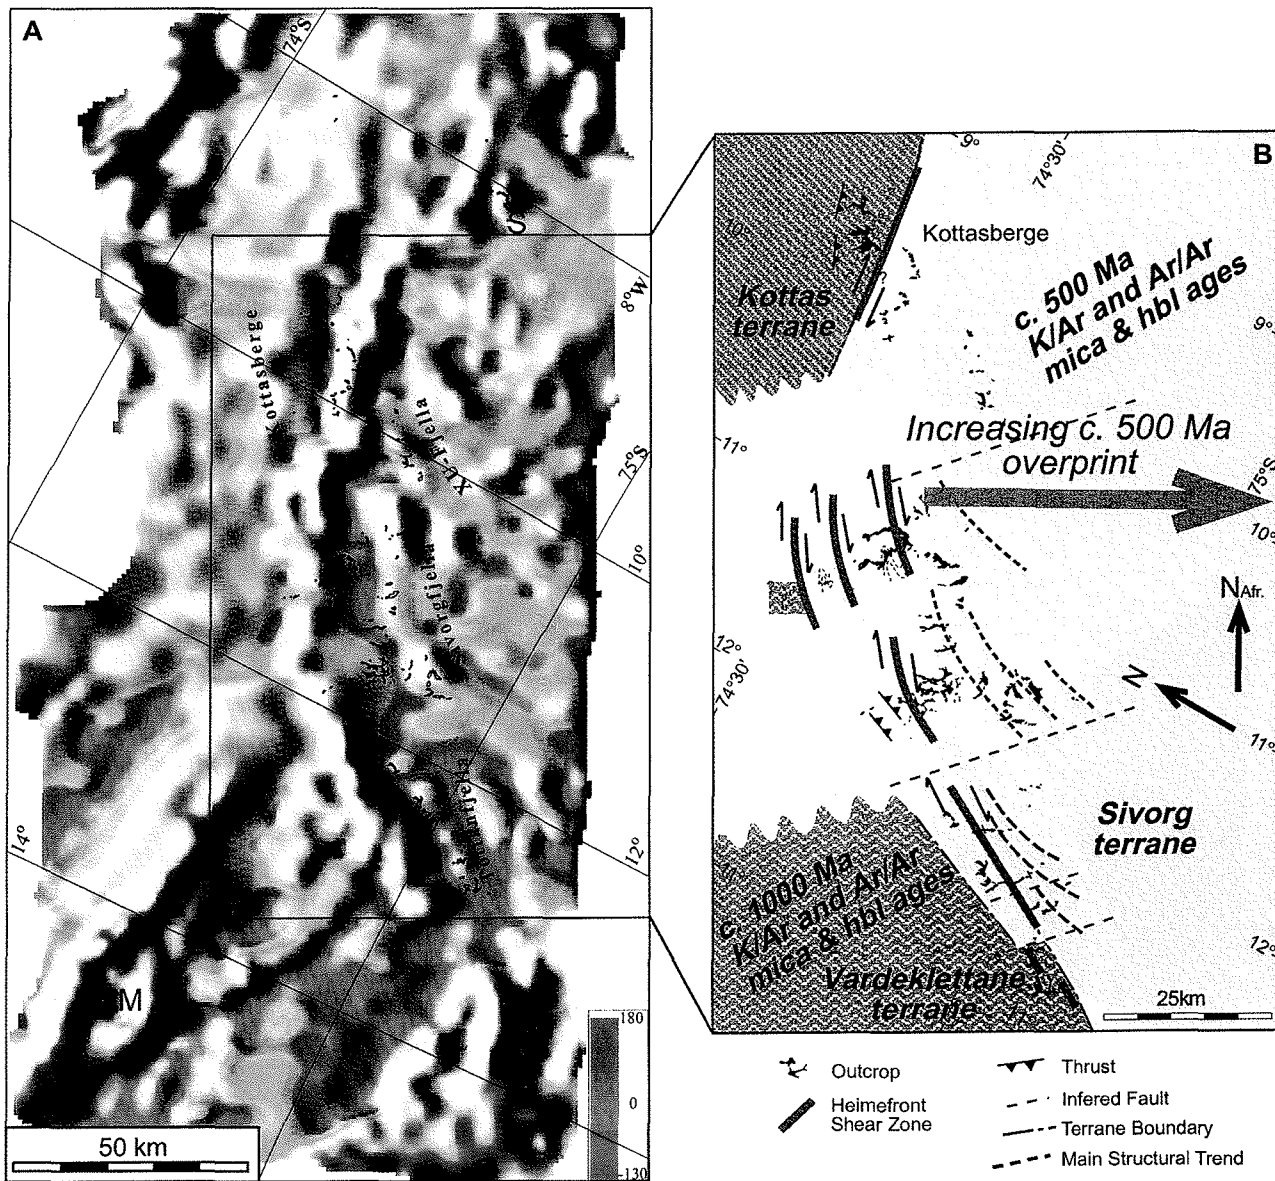 A
74°S
S
8°W
Kottasberge
XU-Fjella
75°S
10°
Sivorgfjella
14°
12°
M
180
0
-130
50 km
B
9°
74°30'
10°
Kottasberge
Kottas
terrane
c. 500 Ma
K/Ar and Ar/Ar
mica & hbl ages
9°
11°
Increasing c. 500 Ma
overprint
75°S
10°
12°
74°30'
NAfr.
N
11°
Sivorg
terrane
c. 1000 Ma
K/Ar and Ar/Ar
mica & hbl ages
Vardeklettane
terrane
12°
25km
Outcrop
Heimefront
Shear Zone
Thrust
Infered Fault
Terrane Boundary
Main Structural Trend